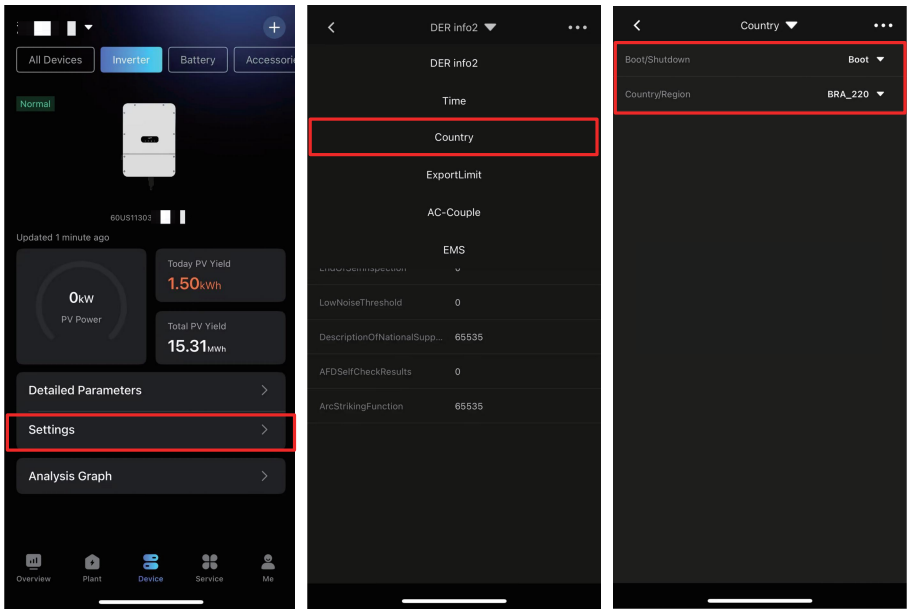 All Devices
Inverter
Battery
Accessorie
Normal
60US11303
Updated 1 minute ago
0kW
PV Power
Today PV Yield
1.50kWh
Total PV Yield
15.31MWh
Detailed Parameters
Settings
Analysis Graph
Overview Plant Device Service Me
DER info2
DER info2
Time
Country
ExportLimit
AC-Couple
EMS
LowNoiseThreshold 0
DescriptionOfNationalSupp... 65535
AFDSelfCheckResults 0
ArcStrikingFunction 65535
Country
Boot/Shutdown Boot
Country/Region BRA_220